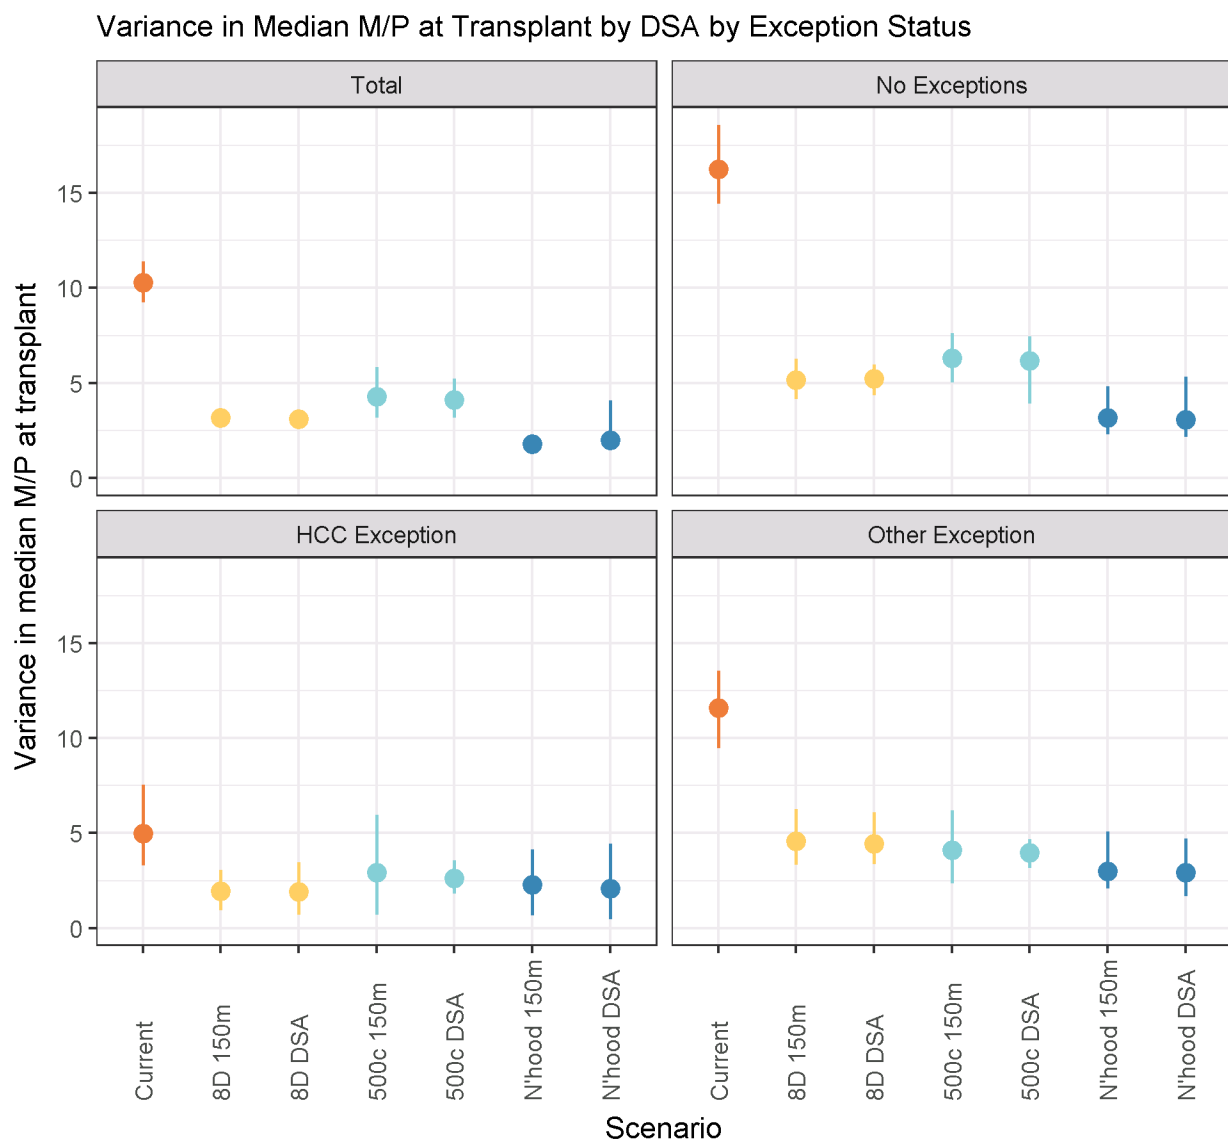 Variance in Median M/P at Transplant by DSA by Exception Status
Total
No Exceptions
Variance in median M/P at transplant
15
10
5
0
HCC Exception
Other Exception
15
10
5
0
Current
8D 150m
8D DSA
500c 150m
500c DSA
N'hood 150m
N'hood DSA
Current
8D 150m
8D DSA
500c 150m
500c DSA
N'hood 150m
N'hood DSA
Scenario